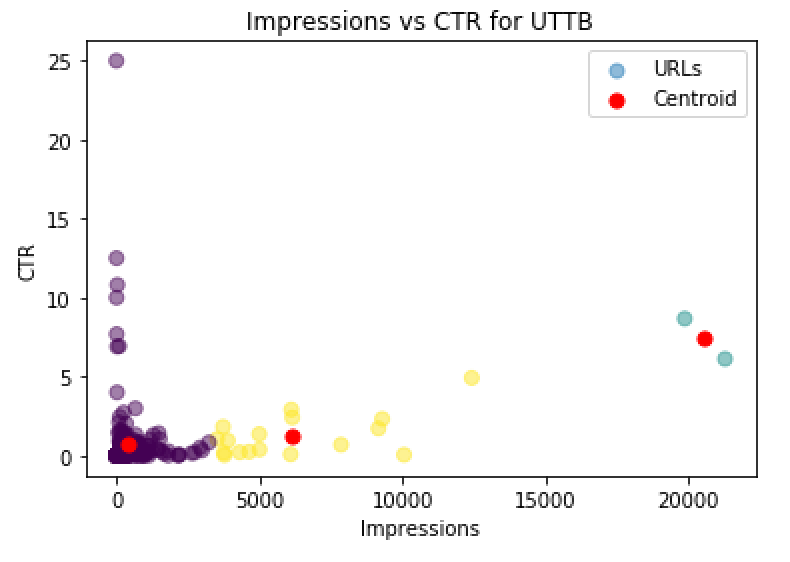 Impressions vs CTR for UTTB
URLs
Centroid
CTR
25
20
15
10
5
0
0 5000 10000 15000 20000
Impressions